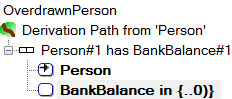 OverdrawnPerson
Derivation Path from 'Person'
Person#1 has BankBalance#1
Person
BankBalance in {..0)}